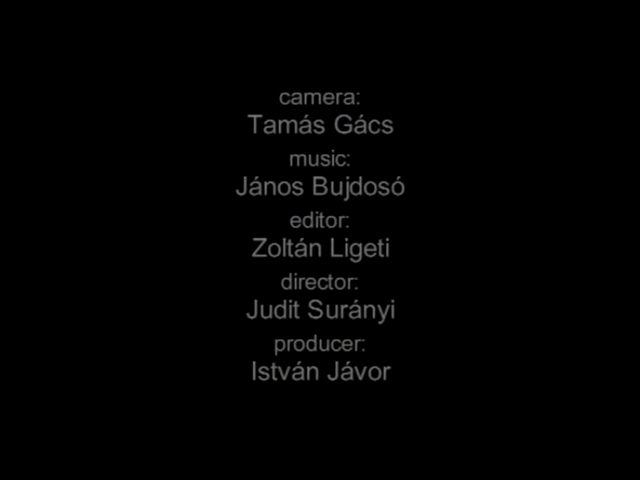 camera:
Tamás Gács
music:
János Bujdosó
editor:
Zoltán Ligeti
director:
Judit Surányi
producer:
István Jávor